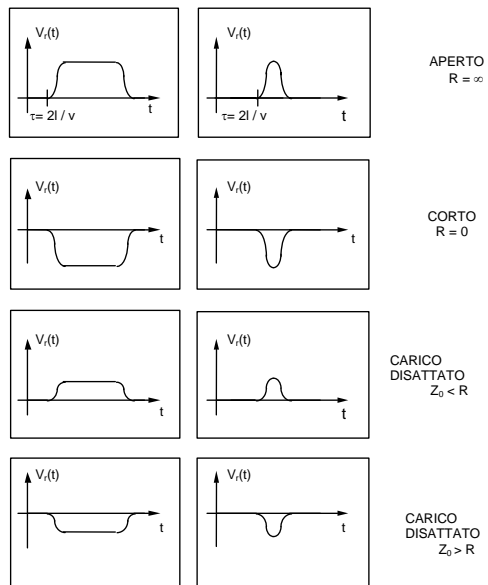 Vr(t)
Vr(t)
APERTO
R = ∞
τ= 2l / v
t
τ= 2l / v
t
Vr(t)
Vr(t)
CORTO
R = 0
t
t
Vr(t)
Vr(t)
CARICO
DISATTATO
Z0 < R
t
t
Vr(t)
Vr(t)
t
t
CARICO
DISATTATO
Z0 > R